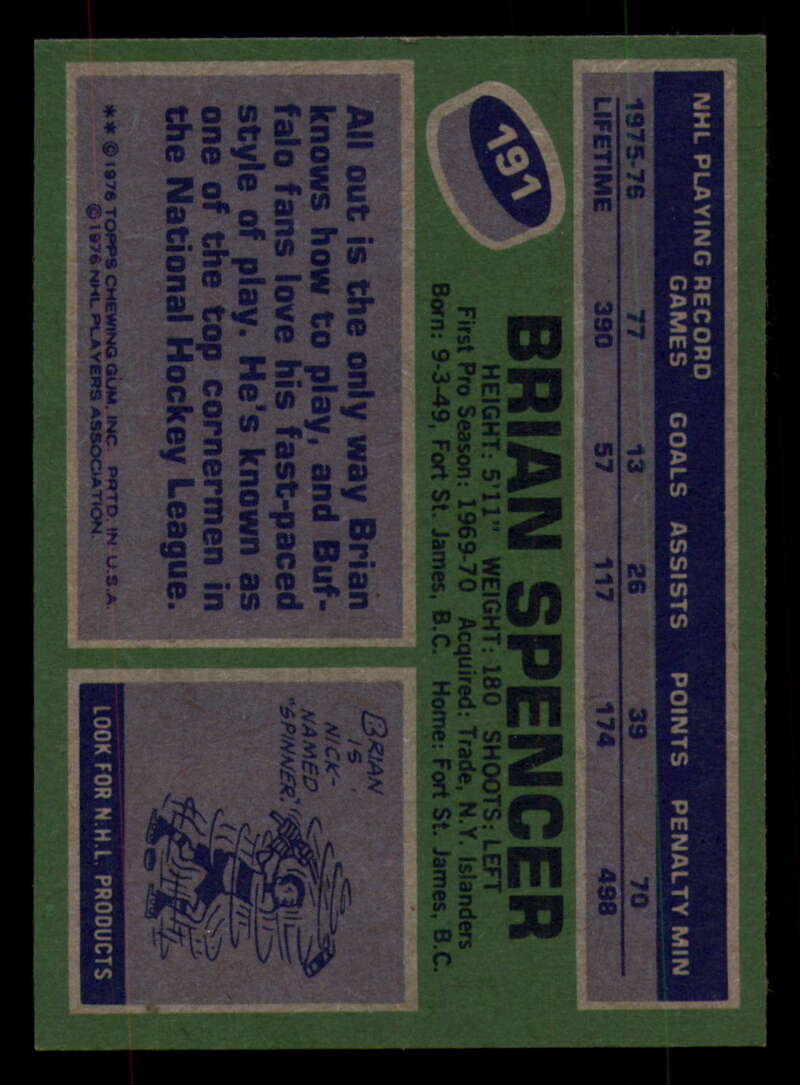 NHL PLAYING RECORD
GAMES GOALS ASSISTS POINTS PENALTY MIN
1975-76 77 13 26 39 70
LIFETIME 390 57 117 174 498
191
BRIAN SPENCER
HEIGHT: 5'11" WEIGHT: 180 SHOOTS: LEFT
First Pro Season: 1969-70 Acquired: Trade, N.Y. Islanders
Born: 9-3-49, Fort St. James, B.C. Home: Fort St. James, B.C.
All out is the only way Brian
knows how to play, and Buf-
falo fans love his fast-paced
style of play. He's known as
one of the top cornermen in
the National Hockey League.
** © 1976 TOPPS CHEWING GUM, INC. PRTD. IN U.S.A.
© 1976 NHL PLAYERS ASSOCIATION.
BRIAN
IS
NICK-
NAMED
"SPINNER."
LOOK FOR N.H.L. PRODUCTS